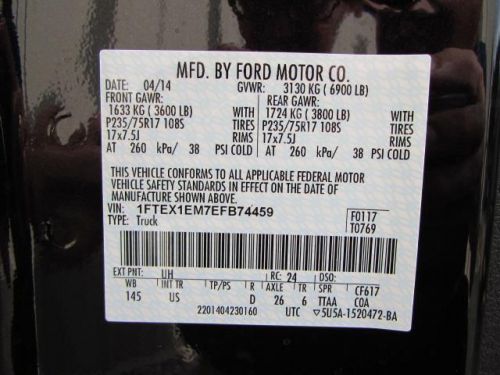 MFD. BY FORD MOTOR CO.
DATE: 04/14 GVWR: 3130 KG ( 6900 LB)
FRONT GAWR: REAR GAWR:
1633 KG ( 3600 LB) WITH 1724 KG ( 3800 LB) WITH
P235/75R17 108S TIRES P235/75R17 108S TIRES
17x7.5J RIMS 17x7.5J RIMS
AT 260 kPa/ 38 PSI COLD AT 260 kPa/ 38 PSI COLD
THIS VEHICLE CONFORMS TO ALL APPLICABLE FEDERAL MOTOR
VEHICLE SAFETY STANDARDS IN EFFECT ON THE DATE OF
MANUFACTURE SHOWN ABOVE.
VIN: 1FTEX1EM7EFB74459 F0117
TYPE: Truck T0769
EXT PNT: UH RC: 24 DSO:
WB INT TR TP/PS R AXLE TR SPR CF617
145 US D 26 6 TTAA COA
2201404230160 UTC ▽5U5A-1520472-BA